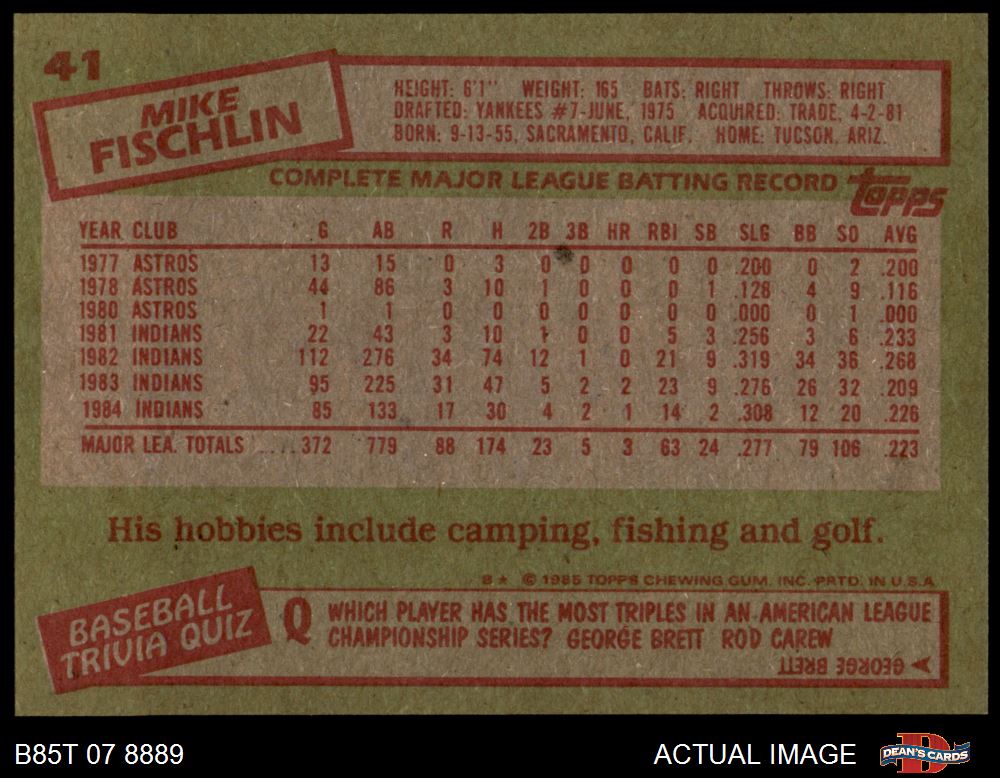 41
MIKE
FISCHLIN
HEIGHT: 6'1" WEIGHT: 165 BATS: RIGHT THROWS: RIGHT
DRAFTED: YANKEES #7-JUNE, 1975 ACQUIRED: TRADE, 4-2-81
BORN: 9-13-55, SACRAMENTO, CALIF. HOME: TUCSON, ARIZ.
COMPLETE MAJOR LEAGUE BATTING RECORD topps
YEAR CLUB G AB R H 2B 3B HR RBI SB SLG BB SO AVG
1977 ASTROS 13 15 0 3 0 0 0 0 0 .200 0 2 .200
1978 ASTROS 44 86 3 10 1 0 0 0 1 .128 4 9 .116
1980 ASTROS 1 1 0 0 0 0 0 0 0 .000 0 1 .000
1981 INDIANS 22 43 3 10 1 0 0 5 3 .256 3 6 .233
1982 INDIANS 112 276 34 74 12 1 0 21 9 .319 34 36 .268
1983 INDIANS 95 225 31 47 5 2 2 23 9 .276 26 32 .209
1984 INDIANS 85 133 17 30 4 2 1 14 2 .308 12 20 .226
MAJOR LEA. TOTALS ....372 779 88 174 23 5 3 63 24 .277 79 106 .223
His hobbies include camping, fishing and golf.
B★ © 1985 TOPPS CHEWING GUM, INC. PRTD. IN U.S.A.
BASEBALL
TRIVIA QUIZ
Q WHICH PLAYER HAS THE MOST TRIPLES IN AN AMERICAN LEAGUE
CHAMPIONSHIP SERIES? GEORGE BRETT ROD CAREW
A GEORGE BRETT
B85T 07 8889 ACTUAL IMAGE DEAN'S CARDS